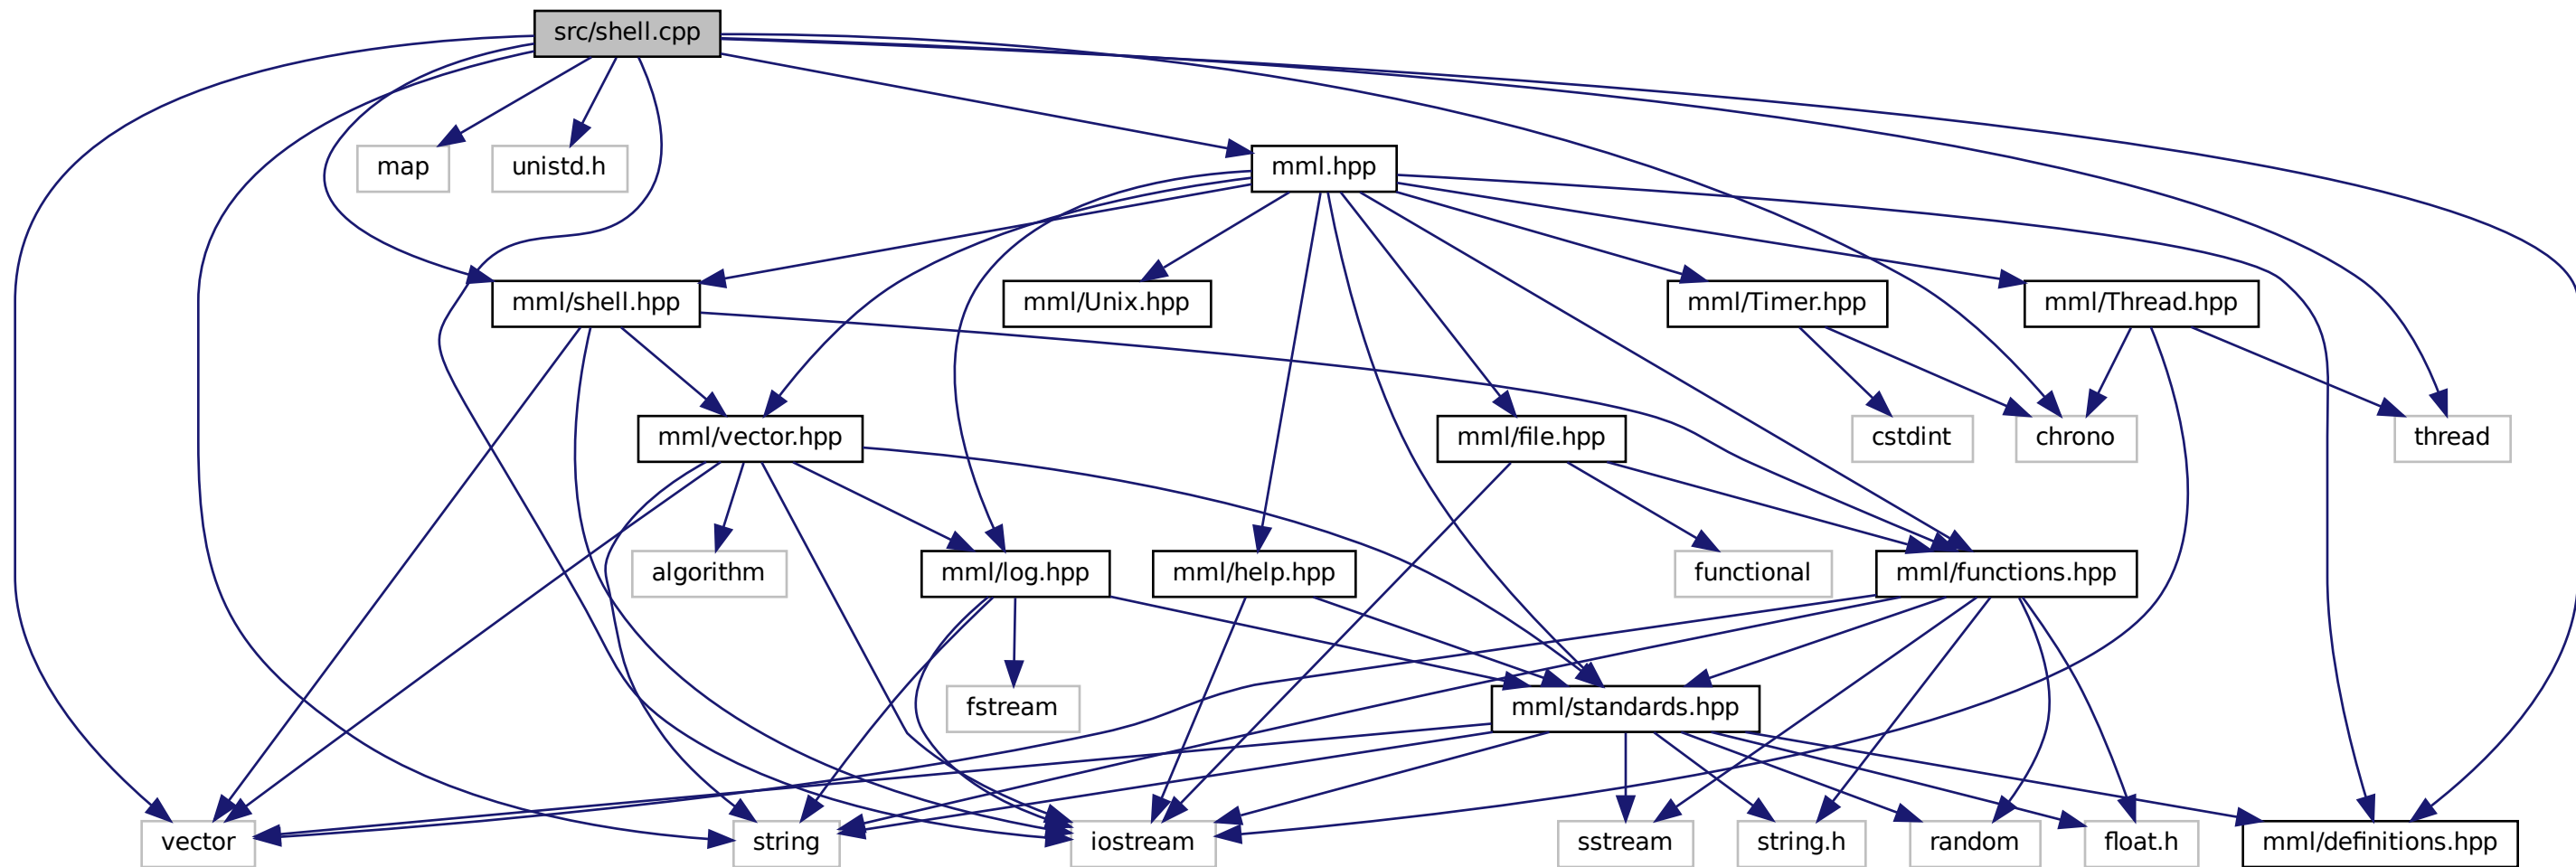 src/shell.cpp
map
unistd.h
mml.hpp
mml/shell.hpp
mml/Unix.hpp
mml/Timer.hpp
mml/Thread.hpp
mml/vector.hpp
mml/file.hpp
cstdint
chrono
thread
algorithm
mml/log.hpp
mml/help.hpp
functional
mml/functions.hpp
fstream
mml/standards.hpp
vector
string
iostream
sstream
string.h
random
float.h
mml/definitions.hpp